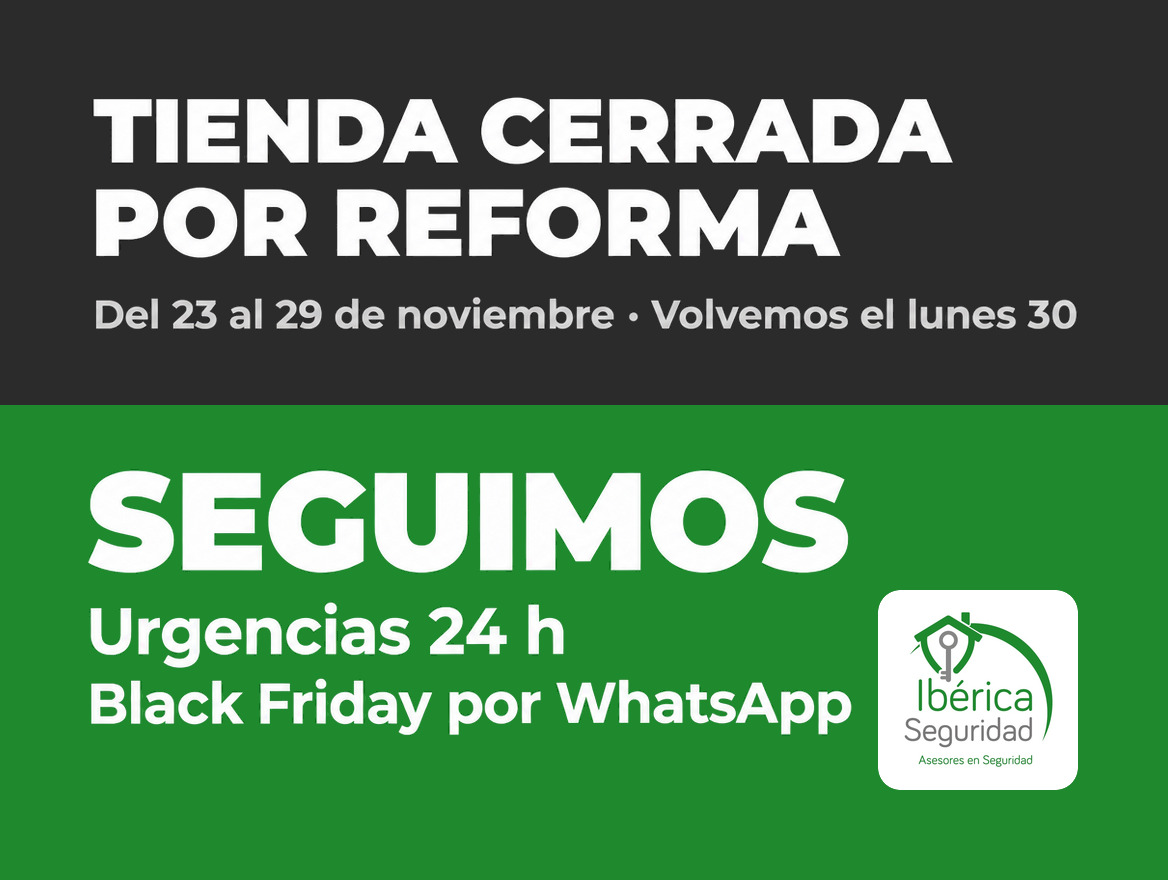 TIENDA CERRADA
POR REFORMA
Del 23 al 29 de noviembre • Volvemos el lunes 30
SEGUIMOS
Urgencias 24 h
Black Friday por WhatsApp
Ibérica
Seguridad
Asesores en Seguridad